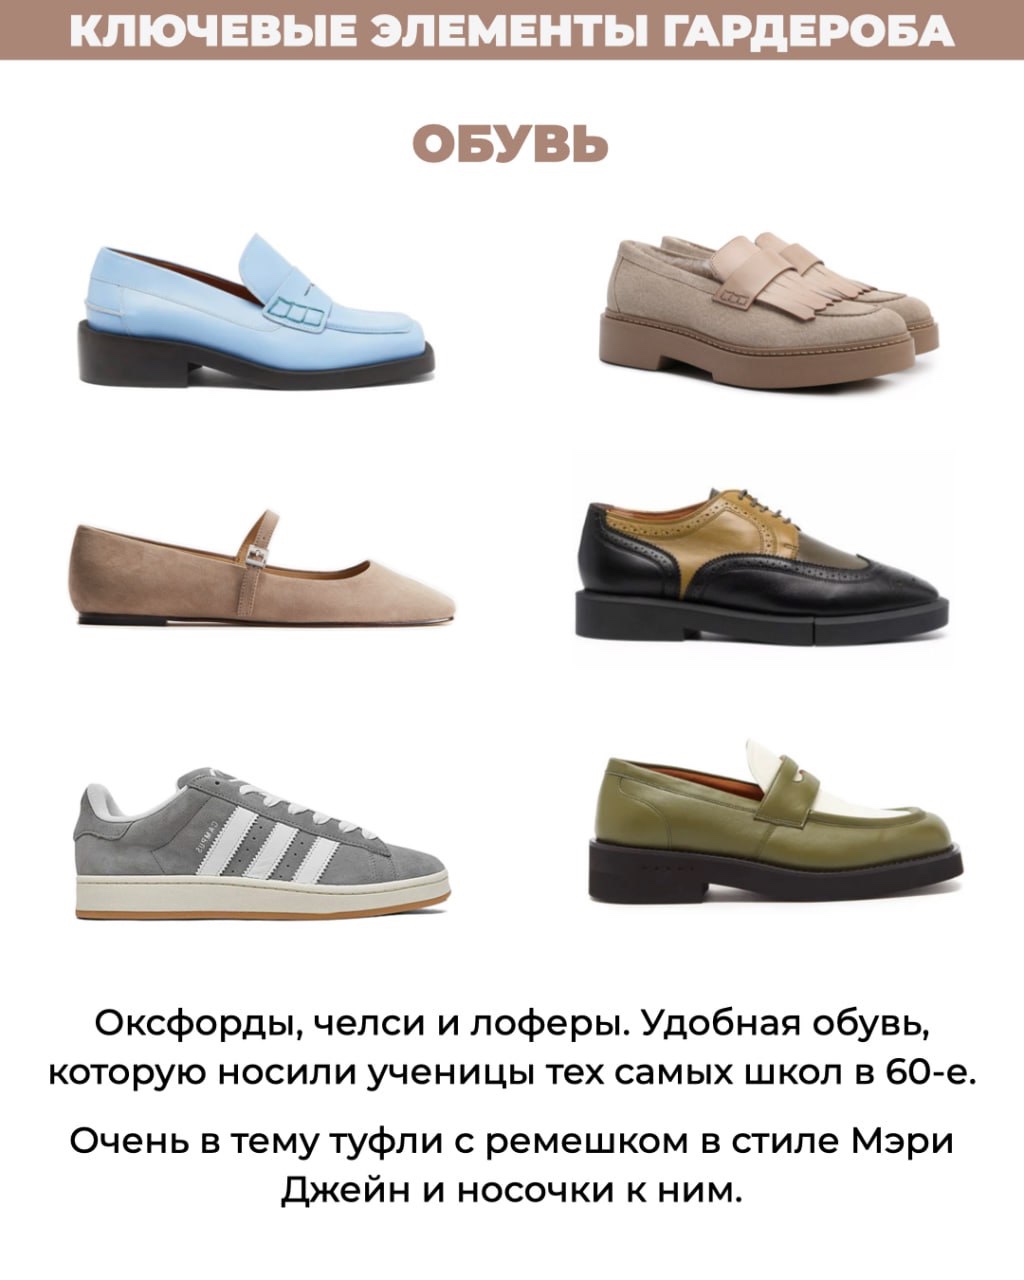 КЛЮЧЕВЫЕ ЭЛЕМЕНТЫ ГАРДЕРОБА
ОБУВЬ
CAMPUS
Оксфорды, челси и лоферы. Удобная обувь,
которую носили ученицы тех самых школ в 60-е.
Очень в тему туфли с ремешком в стиле Мэри
Джейн и носочки к ним.